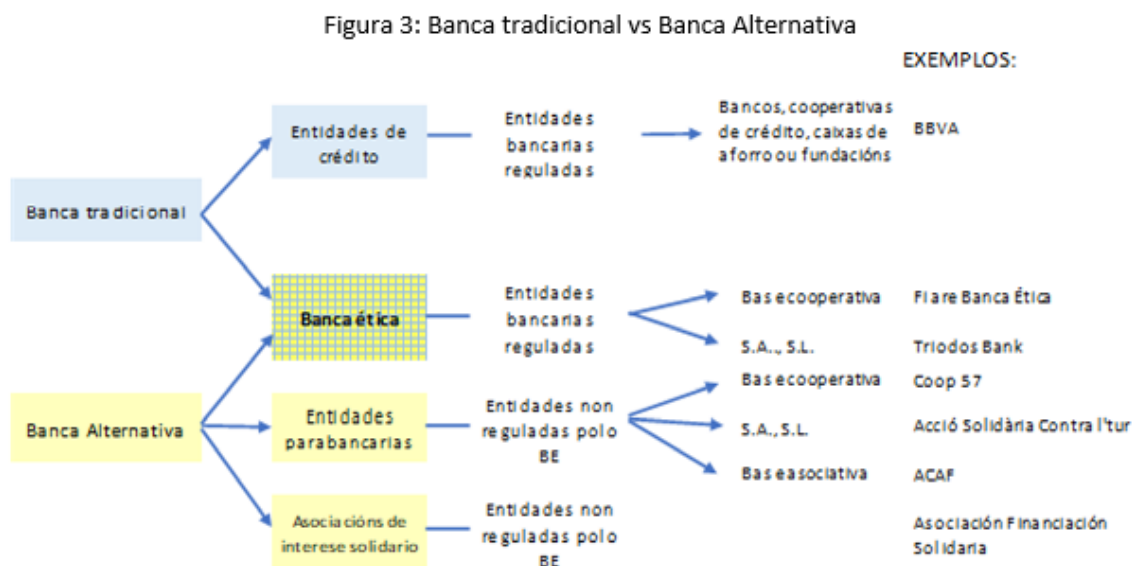 Figura 3: Banca tradicional vs Banca Alternativa
EXEMPLOS:
Entidades de
crédito
Entidades
bancarias
reguladas
Bancos, cooperativas
de crédito, caixas de
aforro ou fundacións
BBVA
Banca tradicional
Banca ética
Entidades
bancarias
reguladas
Base cooperativa
Fiare Banca Ética
S.A.., S.L.
Triodos Bank
Banca Alternativa
Entidades
parabancarias
Entidades non
reguladas polo
BE
Base cooperativa
Coop 57
S.A., S.L.
Acció Solidària Contra l'tur
Base asociativa
ACAF
Asociacións de
interese solidario
Entidades non
reguladas polo
BE
Asociación Financiación
Solidaria